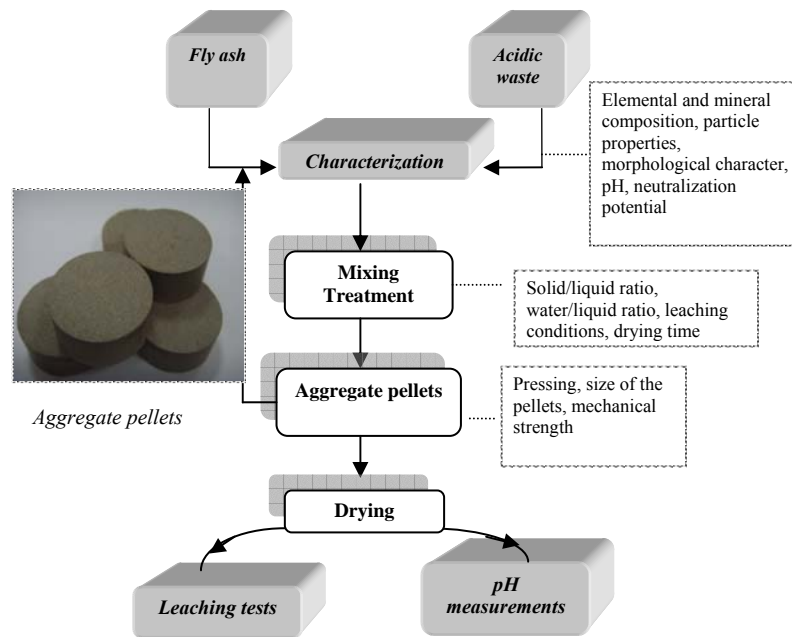 Fly ash
Acidic
waste
Elemental and mineral
composition, particle
properties,
morphological character,
pH, neutralization
potential
Characterization
Mixing
Treatment
Solid/liquid ratio,
water/liquid ratio, leaching
conditions, drying time
Aggregate pellets
Pressing, size of the
pellets, mechanical
strength
Aggregate pellets
Drying
Leaching tests
pH
measurements